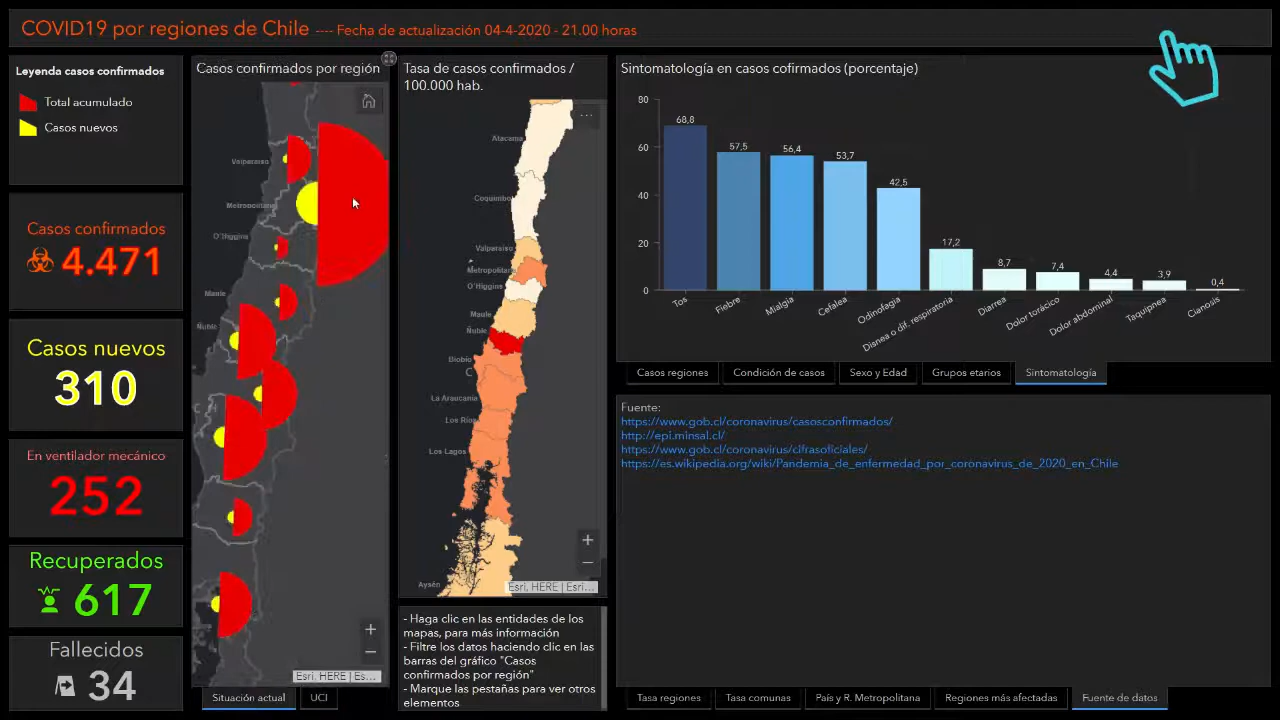 COVID19 por regiones de Chile ---- Fecha de actualización 04-4-2020 - 21.00 horas
Leyenda casos confirmados
Total acumulado
Casos nuevos
Casos confirmados
4.471
Casos nuevos
310
En ventilador mecánico
252
Recuperados
617
Fallecidos
34
Casos confirmados por región
Valparaíso
Metropolitana
O'Higgins
Maule
Ñuble
C H
Esri, HERE | Es...
Situación actual
UCI
Tasa de casos confirmados /
100.000 hab.
Atacama
Coquimbo
Valparaíso
Metropolitana
O'Higgins
Maule
Ñuble
Biobío
C
La Araucanía
Los Ríos
Los Lagos
Aysén
Esri, HERE | Esri...
- Haga clic en las entidades de los
mapas, para más información
- Filtre los datos haciendo clic en las
barras del gráfico "Casos
confirmados por región"
- Marque las pestañas para ver otros
elementos
Sintomatología en casos cofirmados (porcentaje)
80
60
40
20
0
68,8
57,5
56,4
53,7
42,5
17,2
8,7
7,4
4,4
3,9
0,4
Tos
Fiebre
Mialgia
Cefalea
Odinofagia
Disnea o dif. respiratoria
Diarrea
Dolor torácico
Dolor abdominal
Taquipnea
Cianosis
Casos regiones
Condición de casos
Sexo y Edad
Grupos etarios
Sintomatología
Fuente:
https://www.gob.cl/coronavirus/casosconfirmados/
http://epi.minsal.cl/
https://www.gob.cl/coronavirus/cifrasoficiales/
https://es.wikipedia.org/wiki/Pandemia_de_enfermedad_por_coronavirus_de_2020_en_Chile
Tasa regiones
Tasa comunas
País y R. Metropolitana
Regiones más afectadas
Fuente de datos